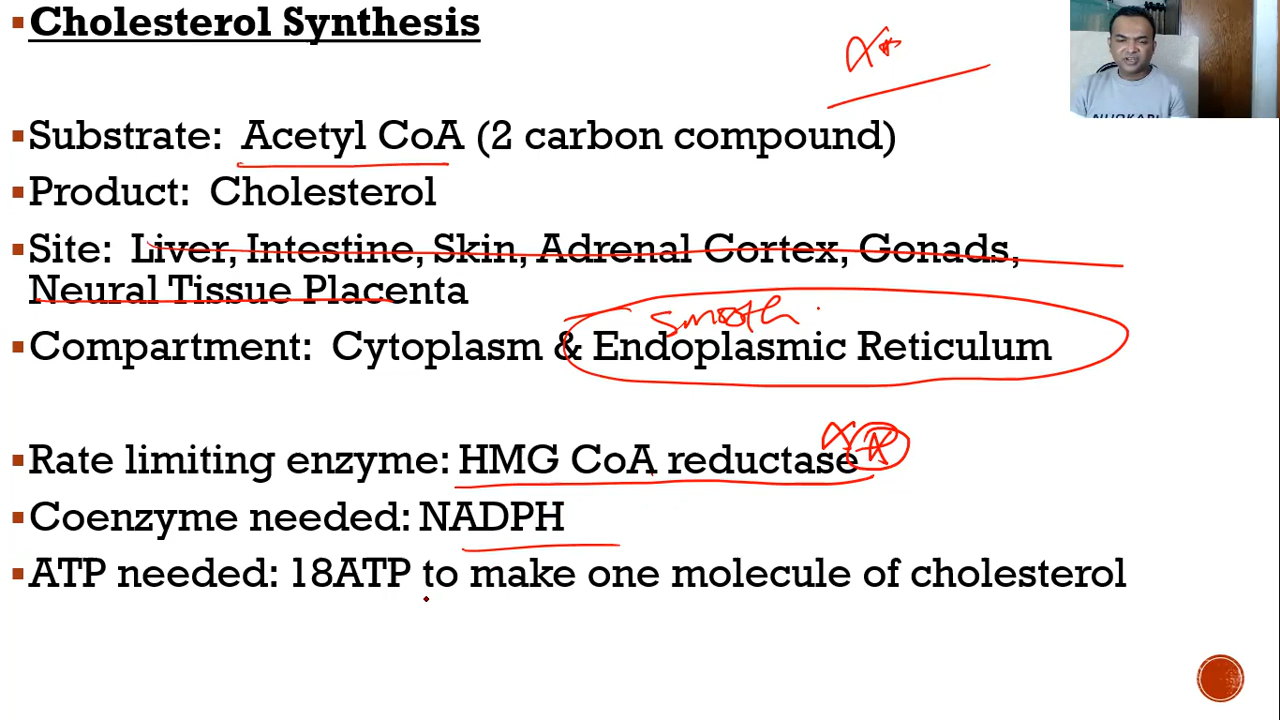 ▪Cholesterol Synthesis
▪Substrate: Acetyl CoA (2 carbon compound)
▪Product: Cholesterol
▪Site: Liver, Intestine, Skin, Adrenal Cortex, Gonads,
Neural Tissue Placenta
smooth
▪Compartment: Cytoplasm & Endoplasmic Reticulum
▪Rate limiting enzyme: HMG CoA reductase
▪Coenzyme needed: NADPH
▪ATP needed: 18ATP to make one molecule of cholesterol